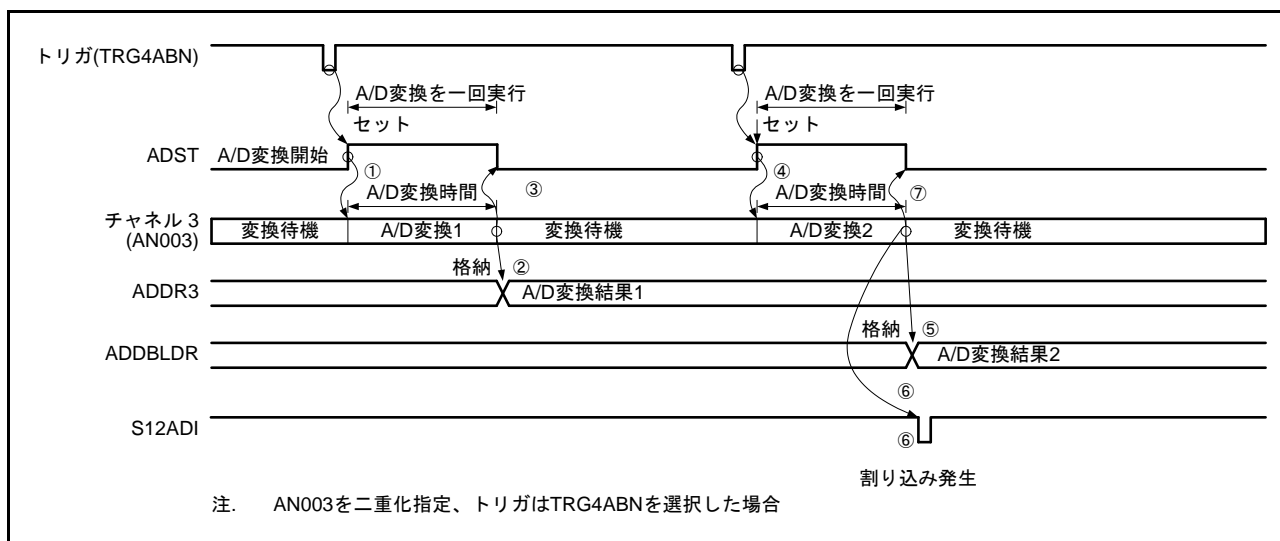 トリガ(TRG4ABN)
A/D変換を一回実行
A/D変換を一回実行
セット
セット
ADST
A/D変換開始
①
④
③
⑦
A/D変換時間
A/D変換時間
チャネル 3
(AN003)
変換待機
A/D変換1
変換待機
A/D変換2
変換待機
格納
②
ADDR3
A/D変換結果1
格納
⑤
ADDBLDR
A/D変換結果2
⑥
S12ADI
⑥
割り込み発生
注. AN003を二重化指定、トリガはTRG4ABNを選択した場合